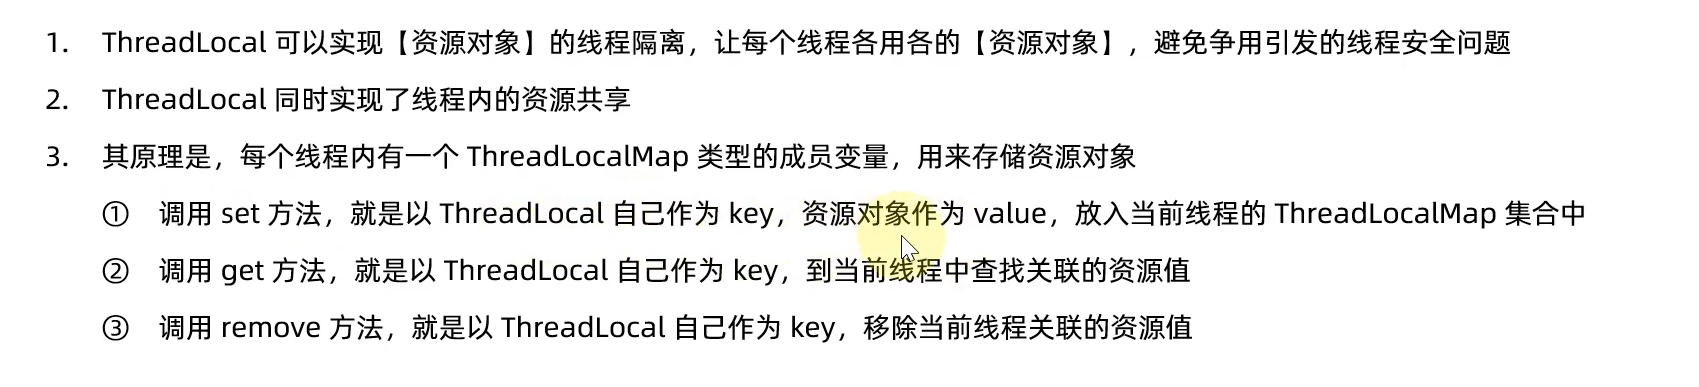 1. ThreadLocal 可以实现【资源对象】的线程隔离，让每个线程各用各的【资源对象】，避免争用引发的线程安全问题
2. ThreadLocal 同时实现了线程内的资源共享
3. 其原理是，每个线程内有一个 ThreadLocalMap 类型的成员变量，用来存储资源对象
① 调用 set 方法，就是以 ThreadLocal 自己作为 key，资源对象作为 value，放入当前线程的 ThreadLocalMap 集合中
② 调用 get 方法，就是以 ThreadLocal 自己作为 key，到当前线程中查找关联的资源值
③ 调用 remove 方法，就是以 ThreadLocal 自己作为 key，移除当前线程关联的资源值